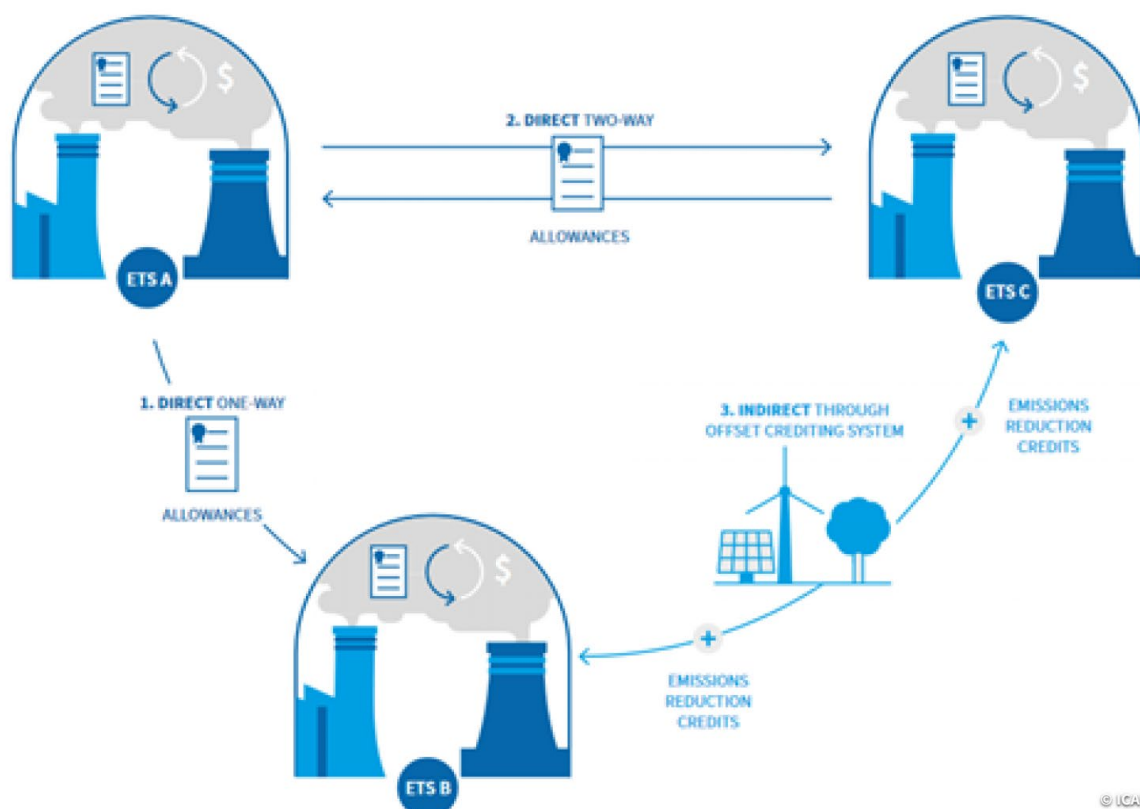 $
$
2. DIRECT TWO-WAY
ALLOWANCES
ETS A
ETS C
1. DIRECT ONE-WAY
ALLOWANCES
3. INDIRECT THROUGH
OFFSET CREDITING SYSTEM
EMISSIONS
REDUCTION
CREDITS
$
EMISSIONS
REDUCTION
CREDITS
ETS B